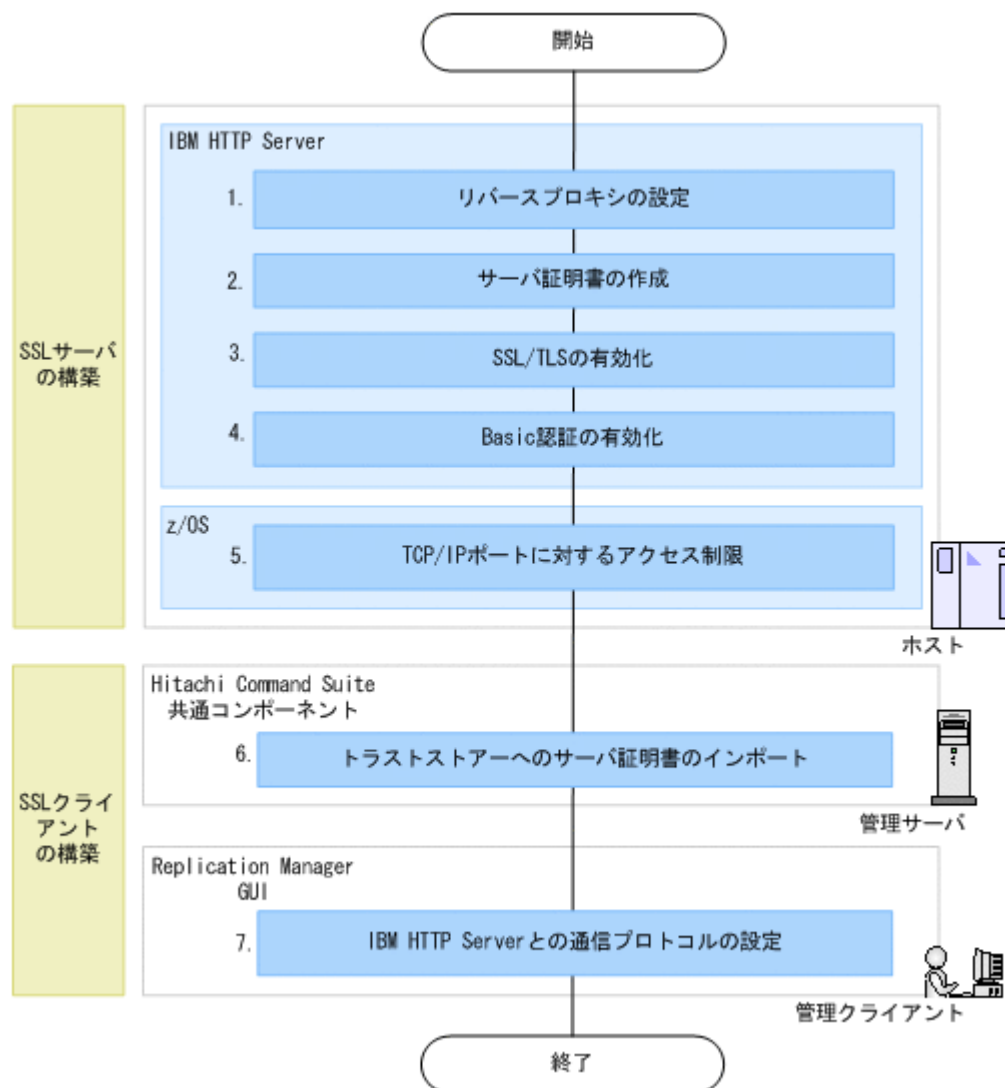 開始
SSLサーバ
の構築
IBM HTTP Server
1. リバースプロキシの設定
2. サーバ証明書の作成
3. SSL/TLSの有効化
4. Basic認証の有効化
z/OS
5. TCP/IPポートに対するアクセス制限
ホスト
SSLクライ
アント
の構築
Hitachi Command Suite
共通コンポーネント
6. トラストストアーへのサーバ証明書のインポート
管理サーバ
Replication Manager
GUI
7. IBM HTTP Serverとの通信プロトコルの設定
管理クライアント
終了